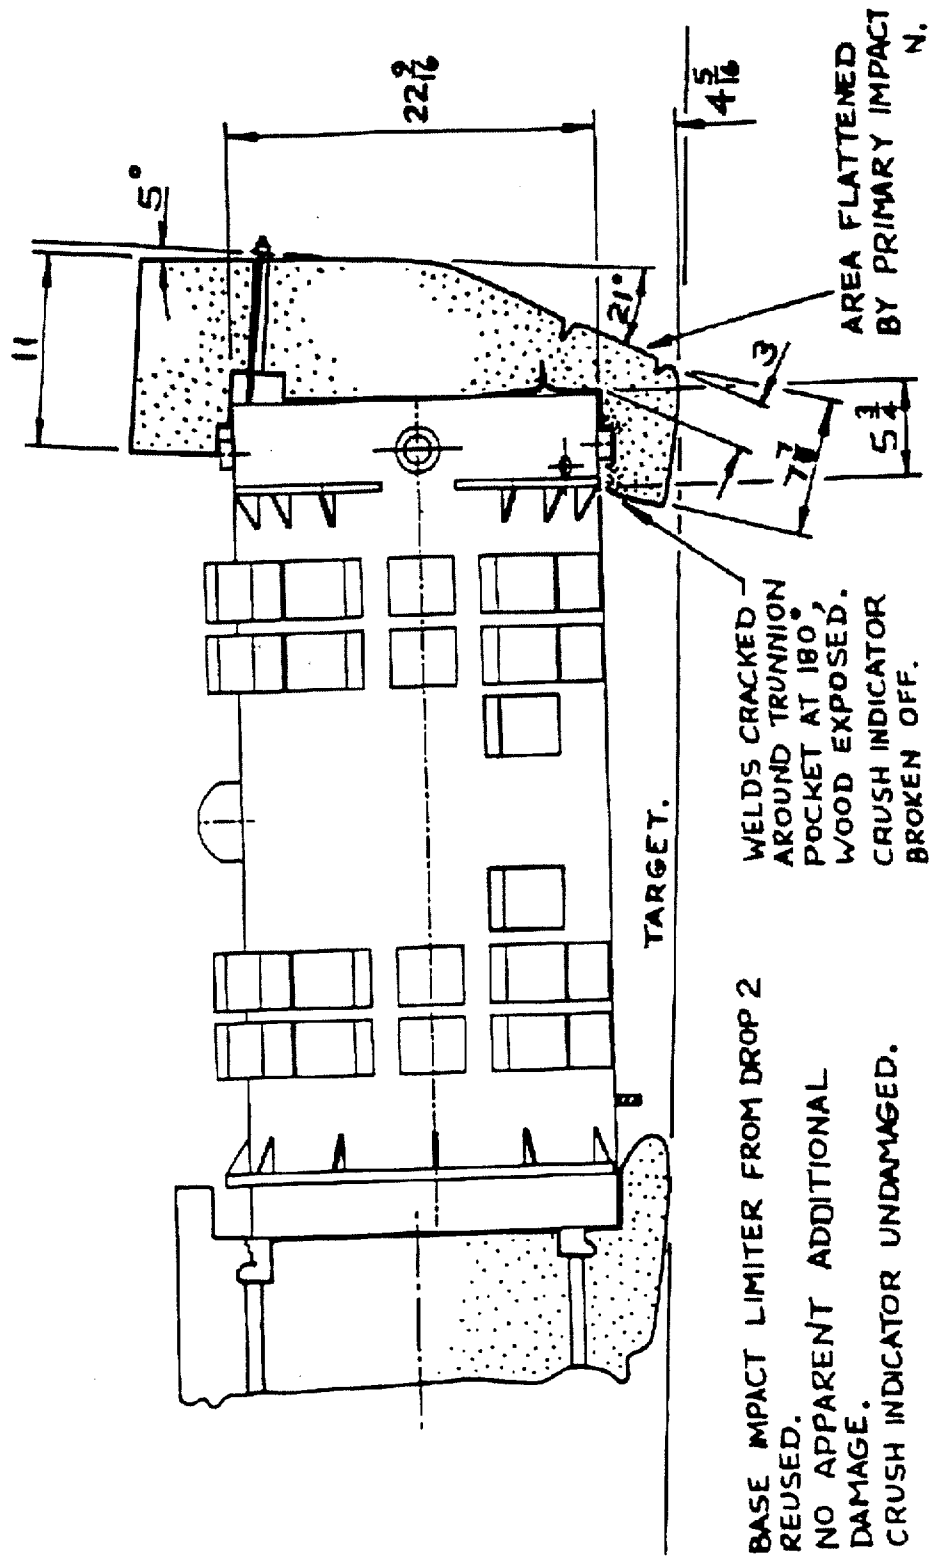 11
5°
22 9/16
4 5/16
21°
3
7 7/8
5 3/4
AREA FLATTENED
BY PRIMARY IMPACT
N.
TARGET.
WELDS CRACKED
AROUND TRUNNION
POCKET AT 180°,
WOOD EXPOSED.
CRUSH INDICATOR
BROKEN OFF.
BASE IMPACT LIMITER FROM DROP 2
REUSED.
NO APPARENT ADDITIONAL
DAMAGE.
CRUSH INDICATOR UNDAMAGED.